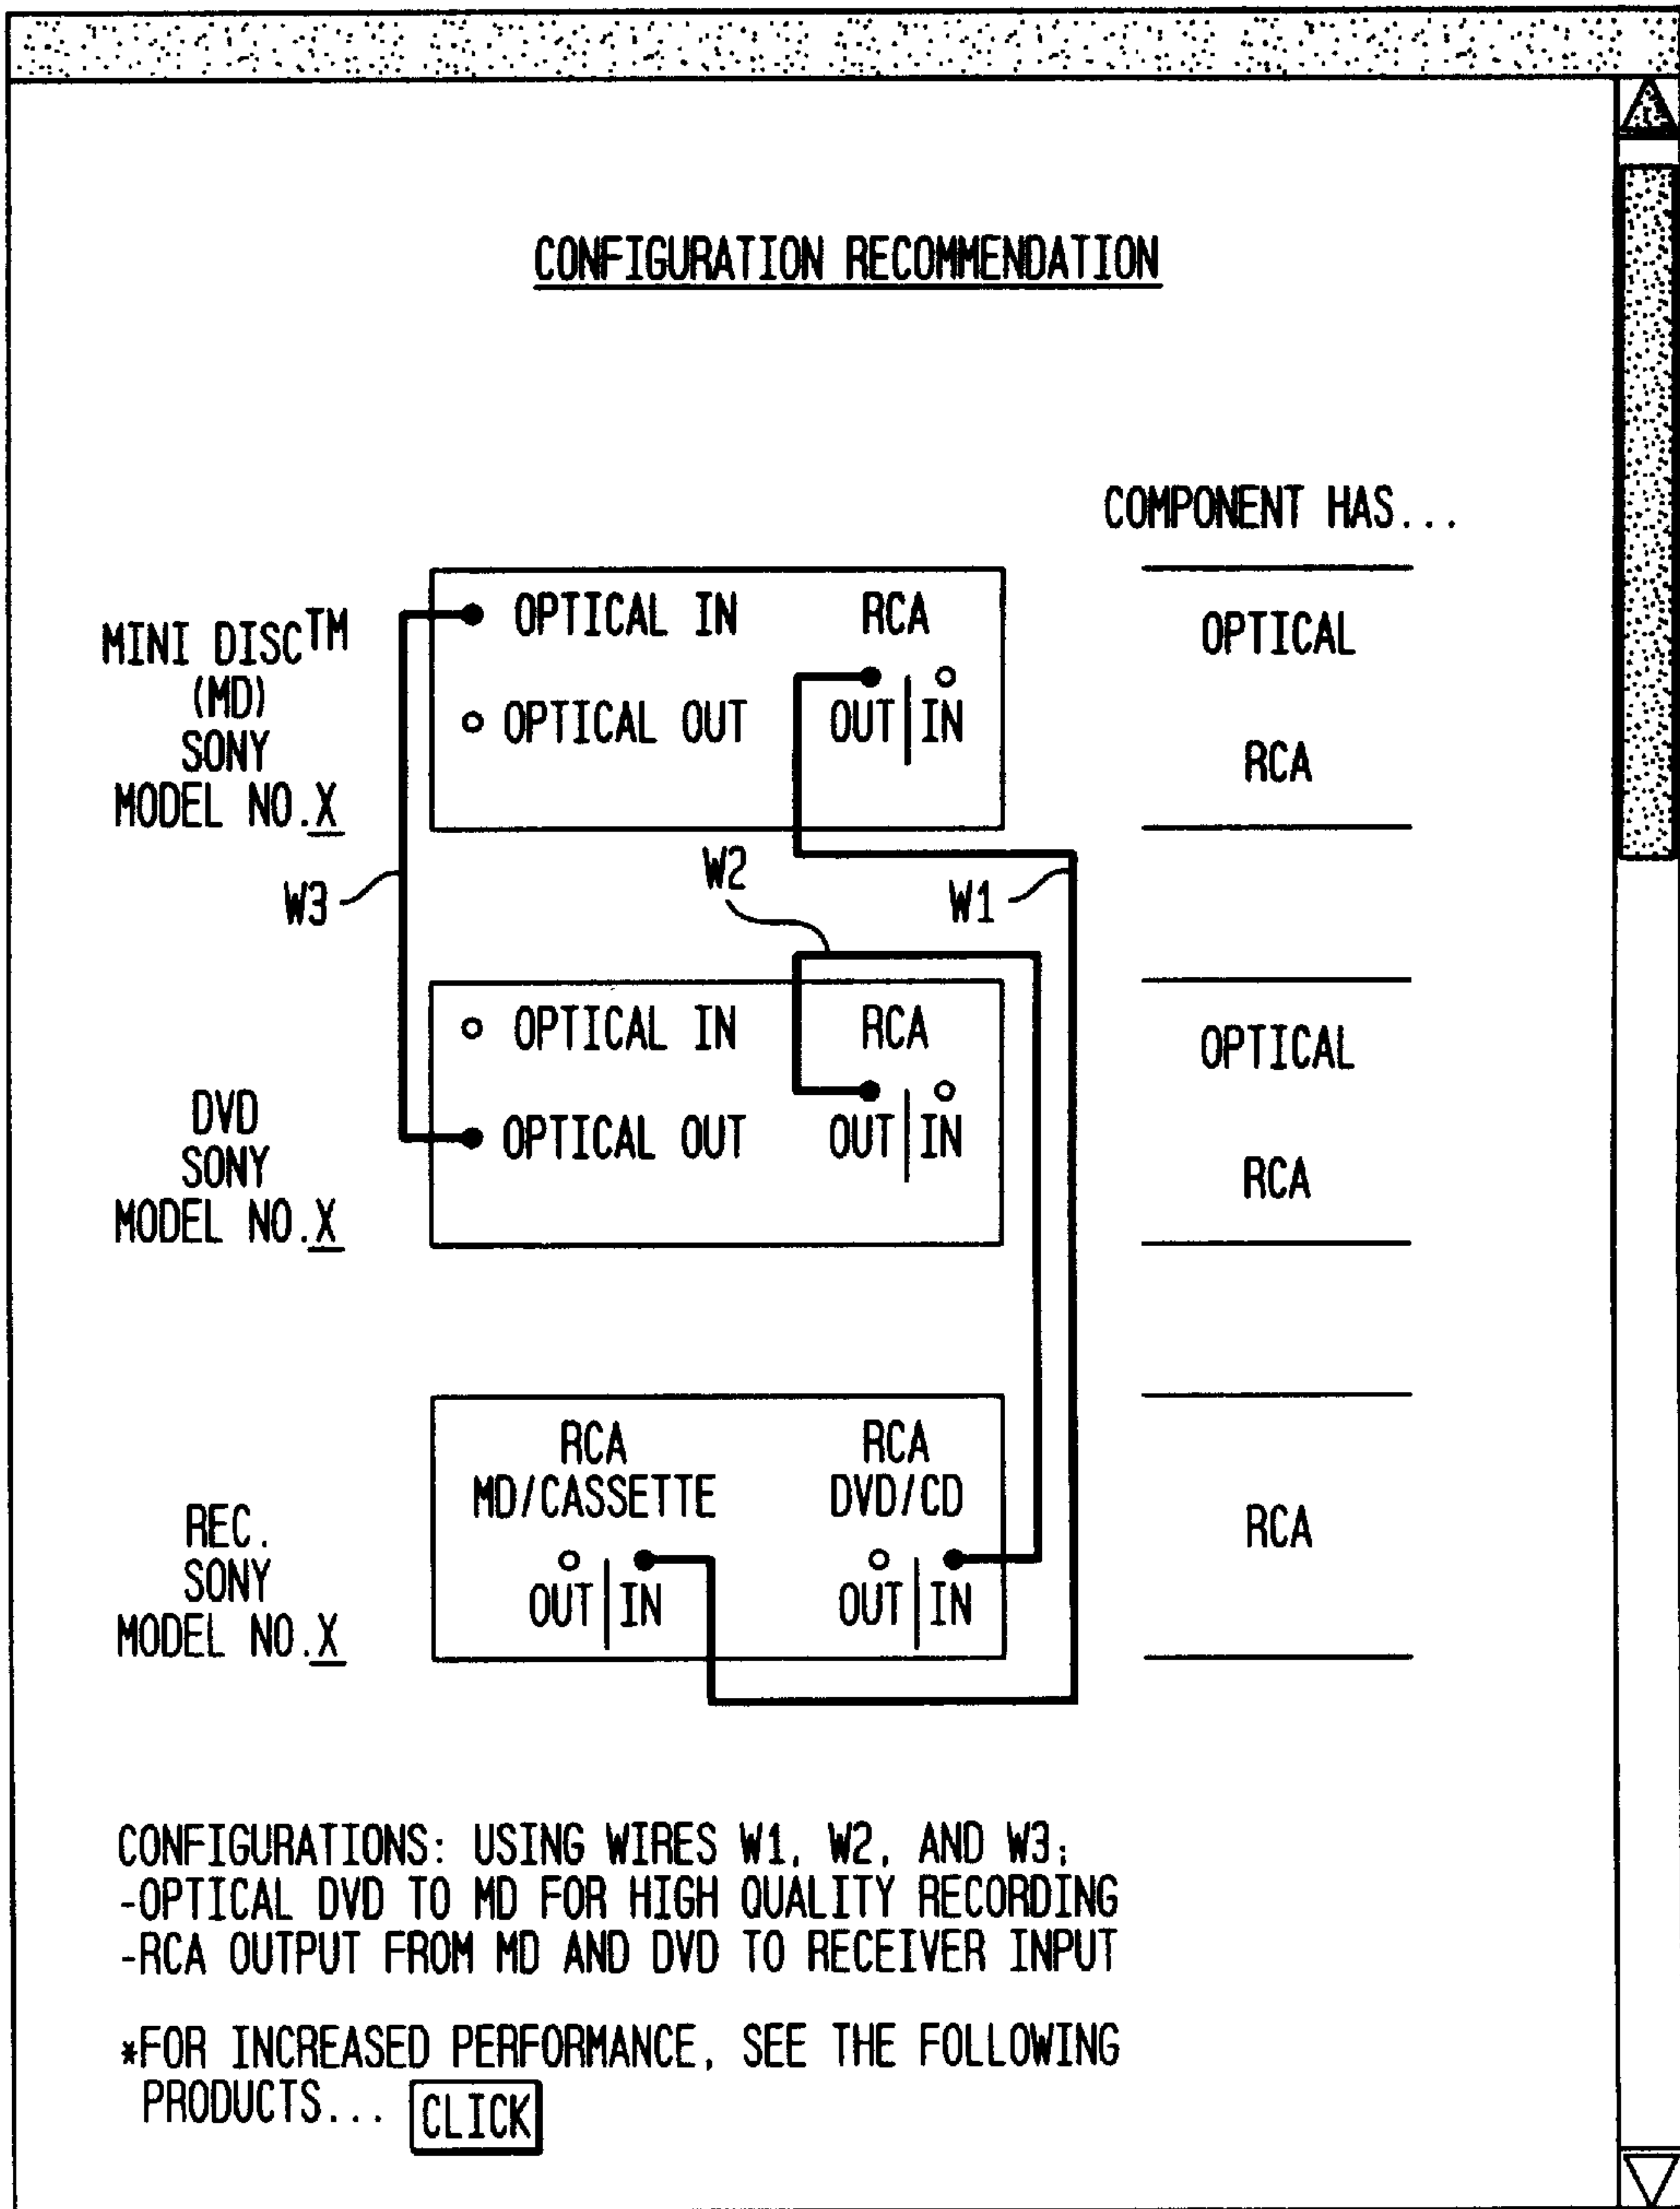 CONFIGURATION RECOMMENDATION
COMPONENT HAS...
MINI DISC™
(MD)
SONY
MODEL NO.X
OPTICAL IN RCA
OPTICAL OUT OUT IN
OPTICAL
RCA
W3
W2
W1
DVD
SONY
MODEL NO.X
OPTICAL IN RCA
OPTICAL OUT OUT IN
OPTICAL
RCA
REC.
SONY
MODEL NO.X
RCA
MD/CASSETTE
OUT IN
RCA
DVD/CD
OUT IN
RCA
CONFIGURATIONS: USING WIRES W1, W2, AND W3;
-OPTICAL DVD TO MD FOR HIGH QUALITY RECORDING
-RCA OUTPUT FROM MD AND DVD TO RECEIVER INPUT
*FOR INCREASED PERFORMANCE, SEE THE FOLLOWING
PRODUCTS... CLICK